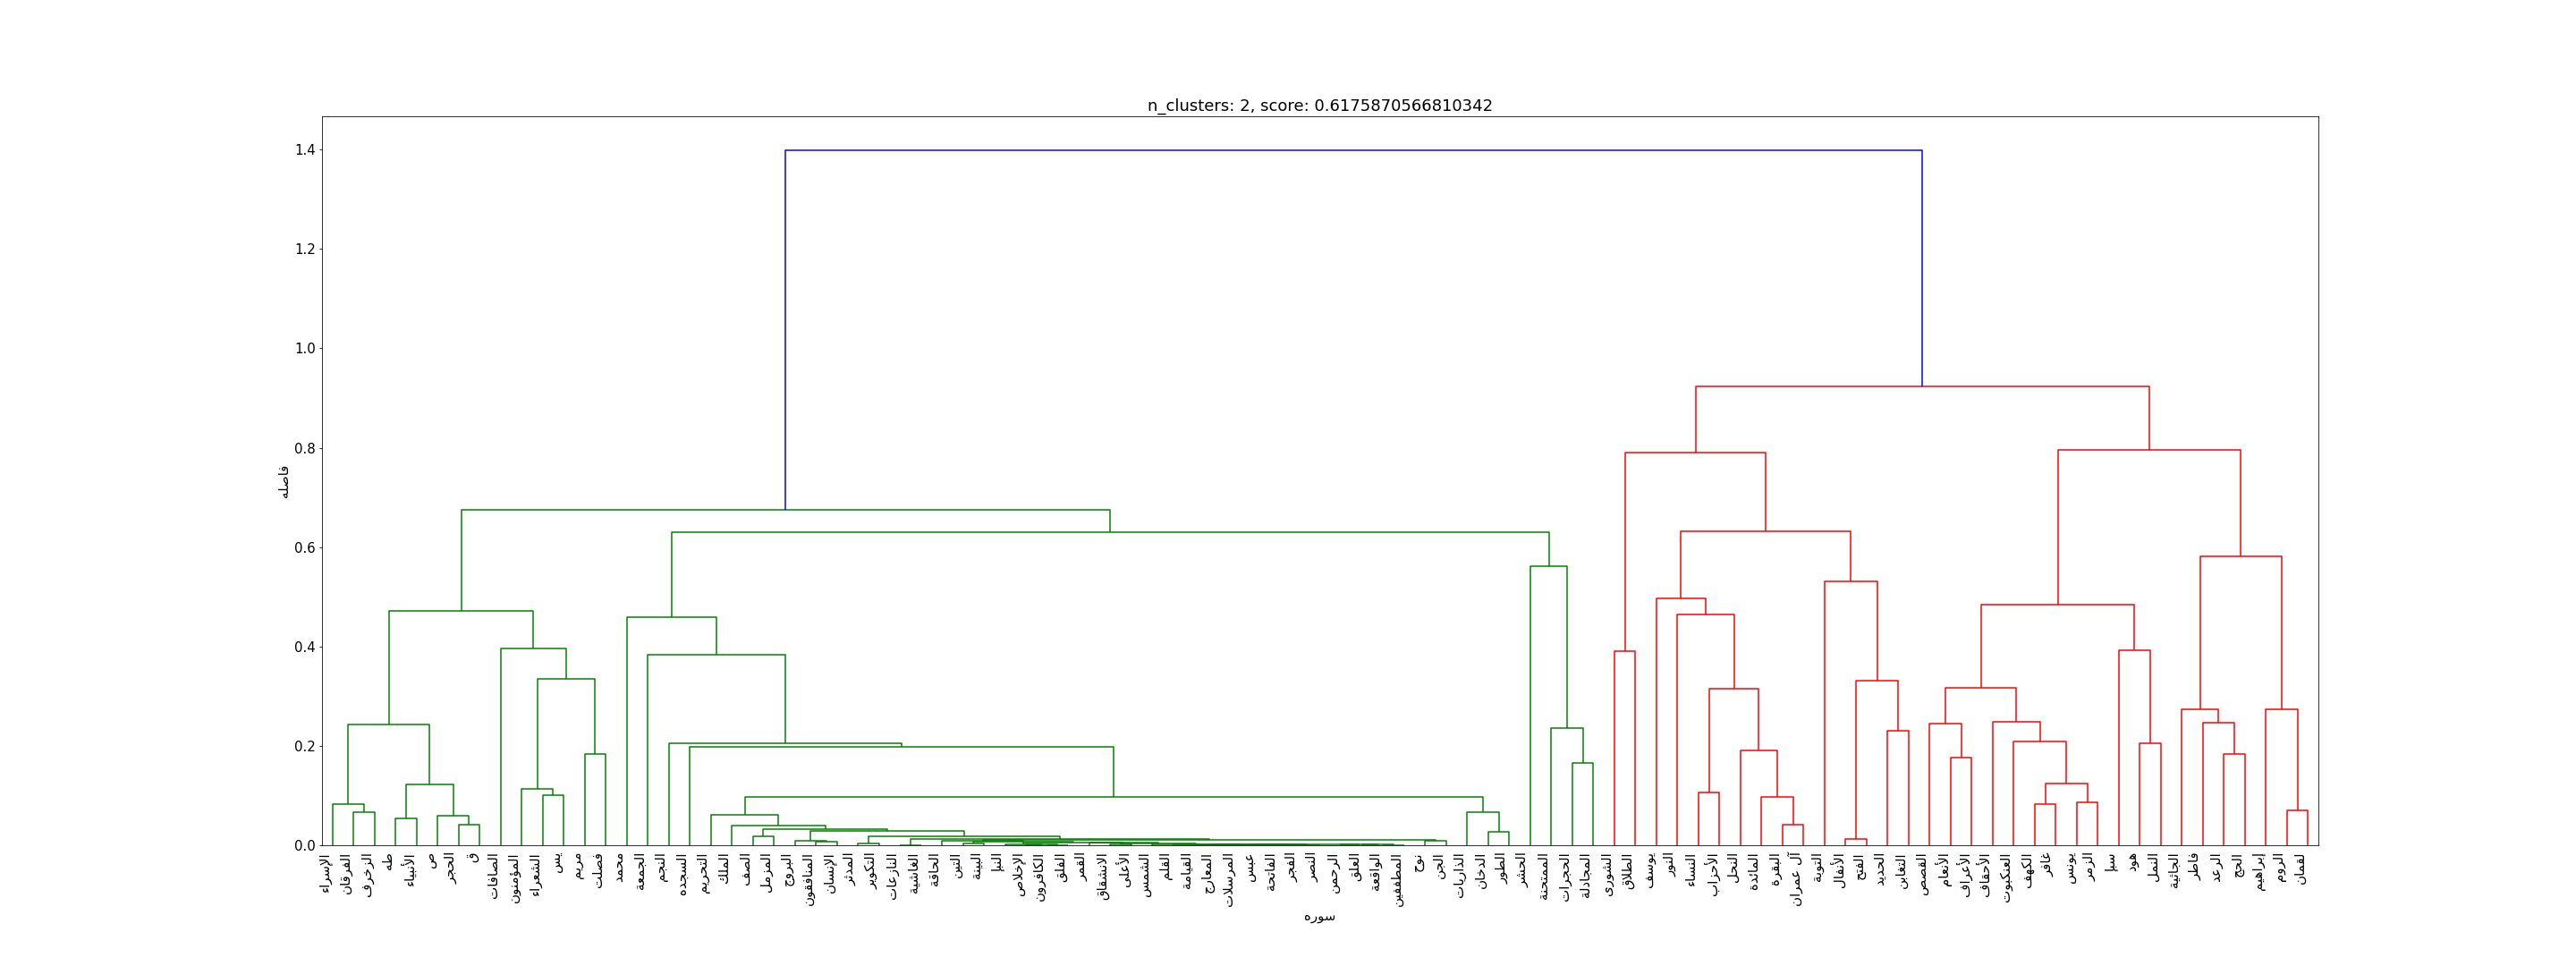 n_clusters: 2, score: 0.6175870566810342
1.4
1.2
1.0
0.8
0.6
0.4
0.2
0.0
فاصله
الإسراء
الفرقان
الزخرف
طه
الأنبياء
ص
الحجر
ق
الصافات
المؤمنون
الشعراء
يس
مريم
فصلت
محمد
الجمعة
النجم
السجده
التحريم
الملك
الصف
المزمل
البروج
المنافقون
الإنسان
المدثر
التكوير
النازعات
الغاشية
الحاقة
التين
البينة
النبإ
الإخلاص
الكافرون
الفلق
القمر
الانشقاق
الأعلى
الشمس
القلم
القيامة
المعارج
المرسلات
عبس
الفاتحة
الفجر
النصر
الرحمن
العلق
الواقعة
المطففين
نوح
الجن
الذاريات
الدخان
الطور
الحشر
الممتحنة
الحجرات
المجادلة
الشورى
الطلاق
يوسف
النور
النساء
الأحزاب
النحل
المائدة
البقرة
آل عمران
التوبة
الأنفال
الفتح
الحديد
التغابن
القصص
الأنعام
الأعراف
الأحقاف
العنكبوت
الكهف
غافر
يونس
الزمر
سبإ
هود
النمل
الجاثية
فاطر
الرعد
الحج
إبراهيم
الروم
لقمان
سوره